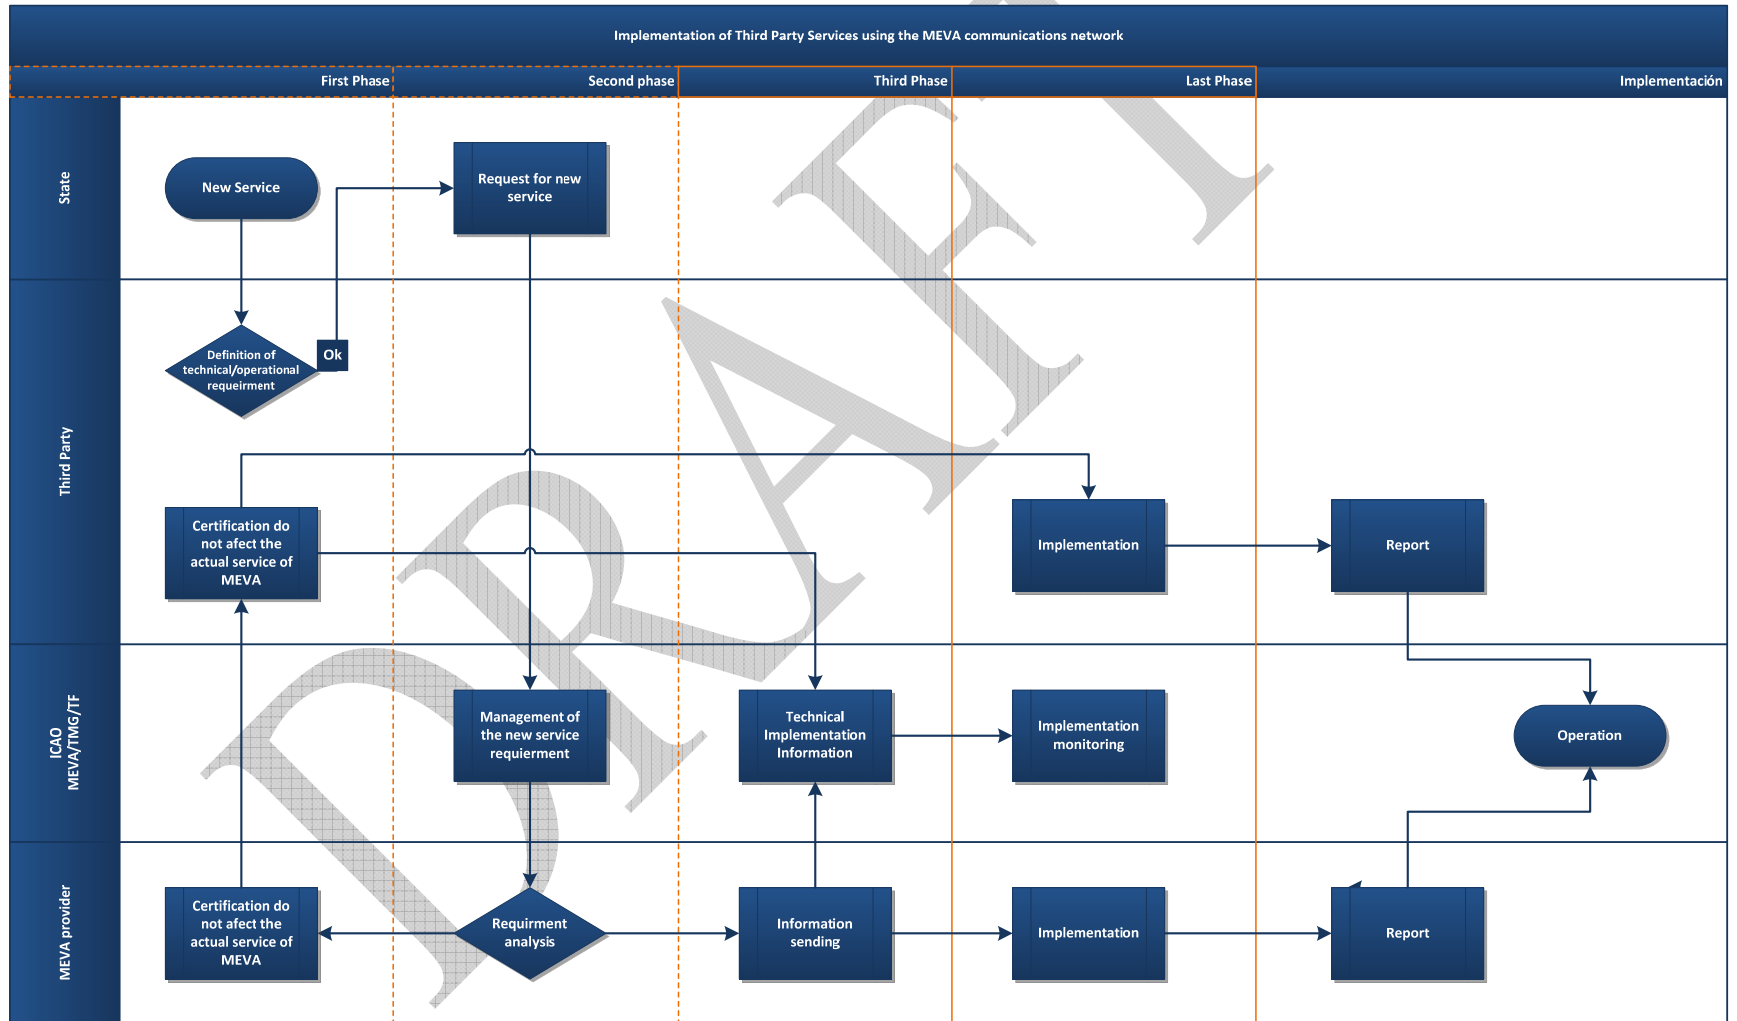 Implementation of Third Party Services using the MEVA communications network
First Phase
Second phase
Third Phase
Last Phase
Implementación
State
New Service
Request for new
service
Third Party
Definition of
technical/operational
requeirment
Ok
Certification do
not afect the
actual service of
MEVA
Implementation
Report
ICAO
MEVA/TMG/TF
Management of
the new service
requierment
Technical
Implementation
Information
Implementation
monitoring
Operation
MEVA provider
Certification do
not afect the
actual service of
MEVA
Requirment
analysis
Information
sending
Implementation
Report
DRAFT